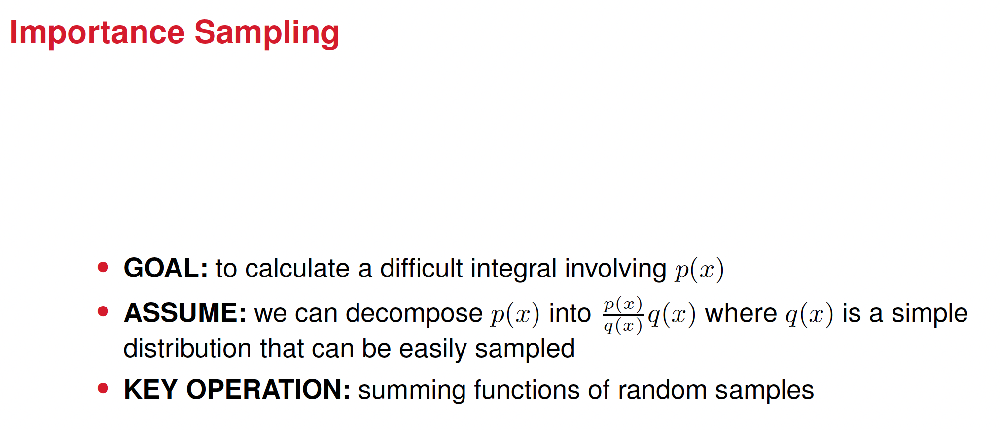 Importance Sampling
• GOAL: to calculate a difficult integral involving p(x)
• ASSUME: we can decompose p(x) into \frac{p(x)}{q(x)} q(x) where q(x) is a simple
distribution that can be easily sampled
• KEY OPERATION: summing functions of random samples